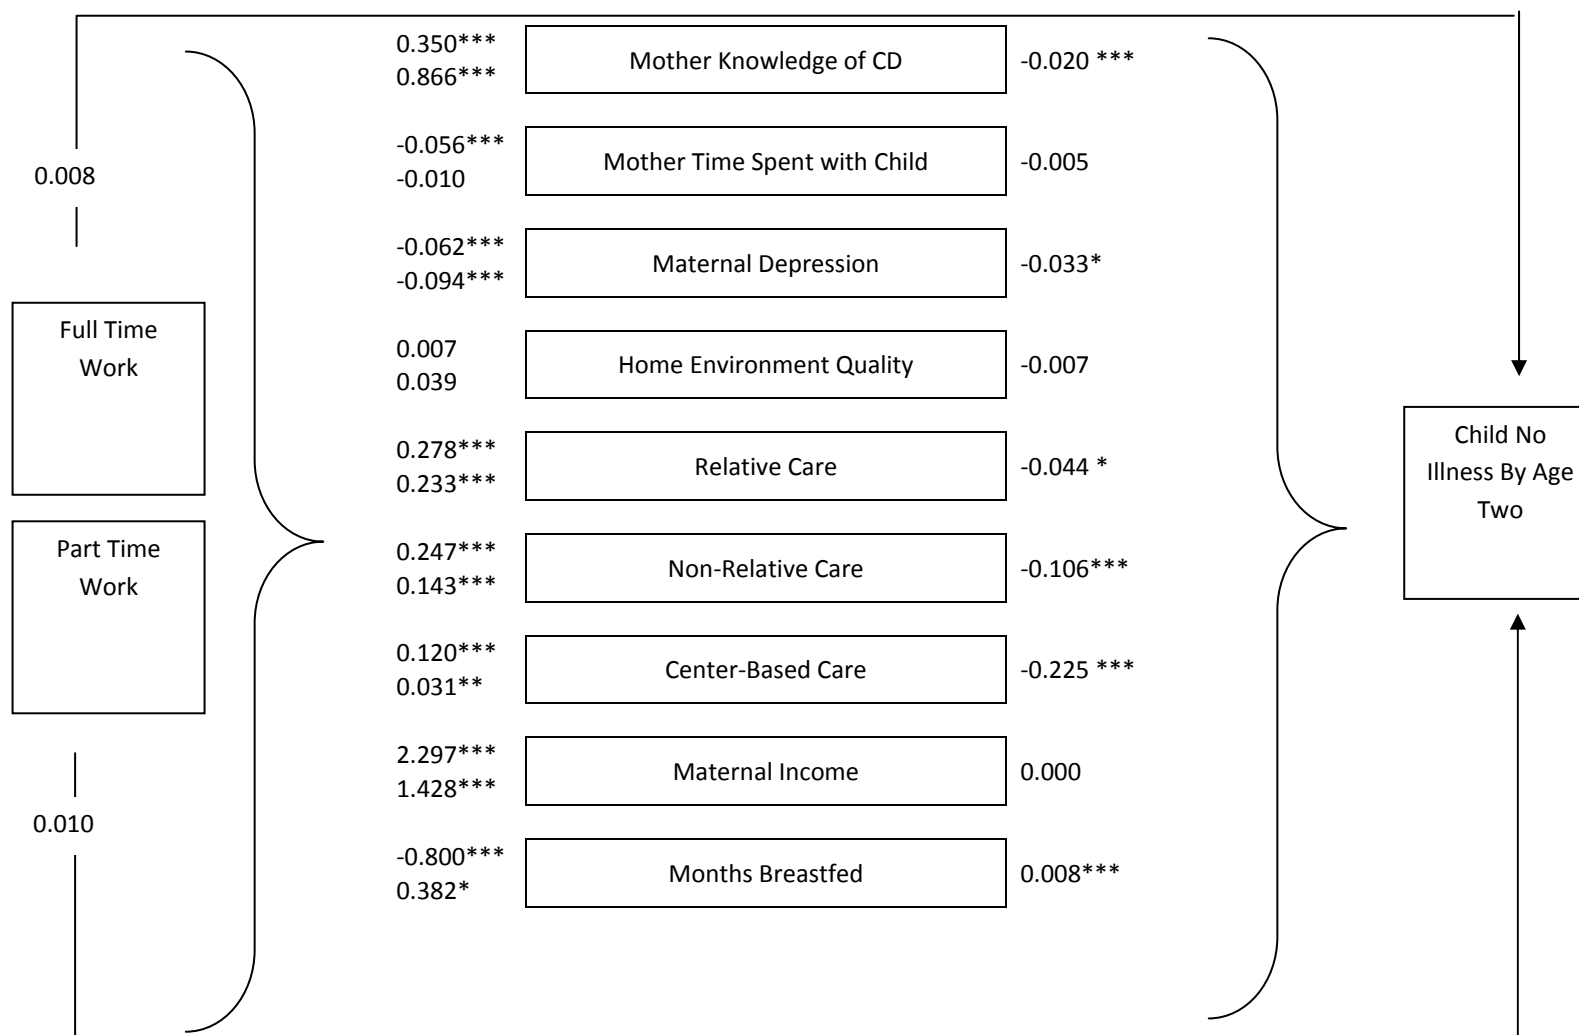 0.350***
0.866***
Mother Knowledge of CD
-0.020 ***
-0.056***
-0.010
Mother Time Spent with Child
-0.005
0.008
-0.062***
-0.094***
Maternal Depression
-0.033*
Full Time
Work
0.007
0.039
Home Environment Quality
-0.007
0.278***
0.233***
Relative Care
-0.044 *
Child No
Illness By Age
Two
Part Time
Work
0.247***
0.143***
Non-Relative Care
-0.106***
0.120***
0.031**
Center-Based Care
-0.225 ***
2.297***
1.428***
Maternal Income
0.000
0.010
-0.800***
0.382*
Months Breastfed
0.008***